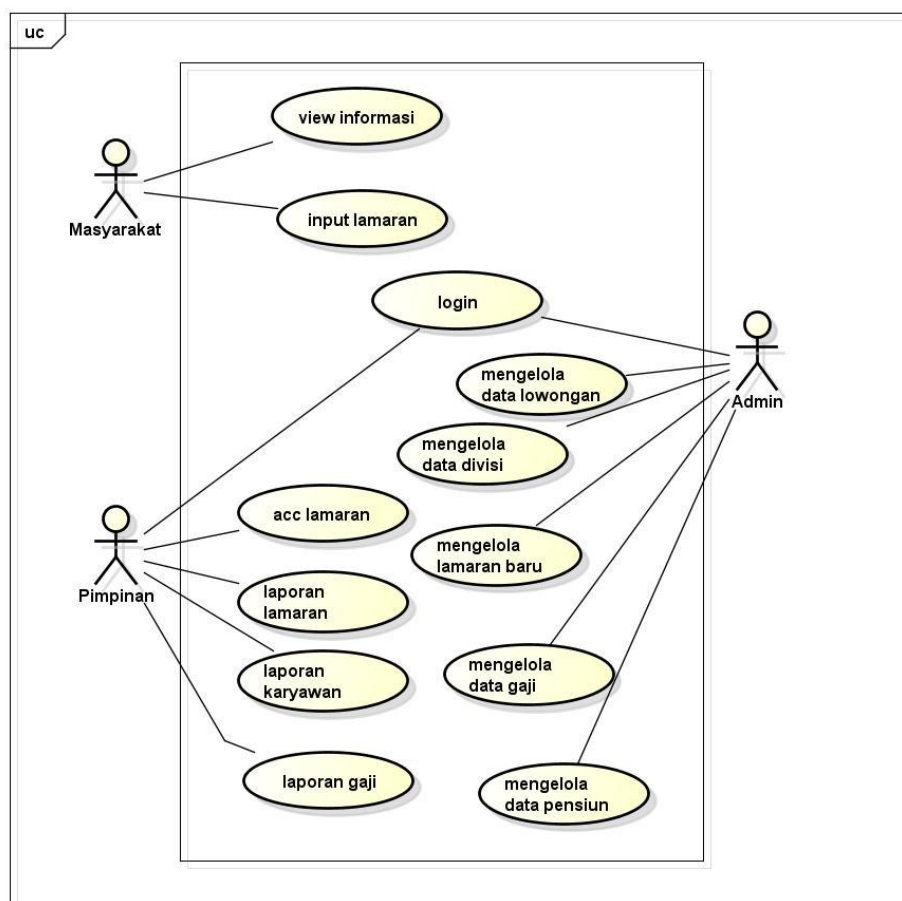 uc
view informasi
Masyarakat
input lamaran
login
mengelola
data lowongan
Admin
mengelola
data divisi
acc lamaran
mengelola
lamaran baru
Pimpinan
laporan
lamaran
laporan
karyawan
mengelola
data gaji
laporan gaji
mengelola
data pensiun